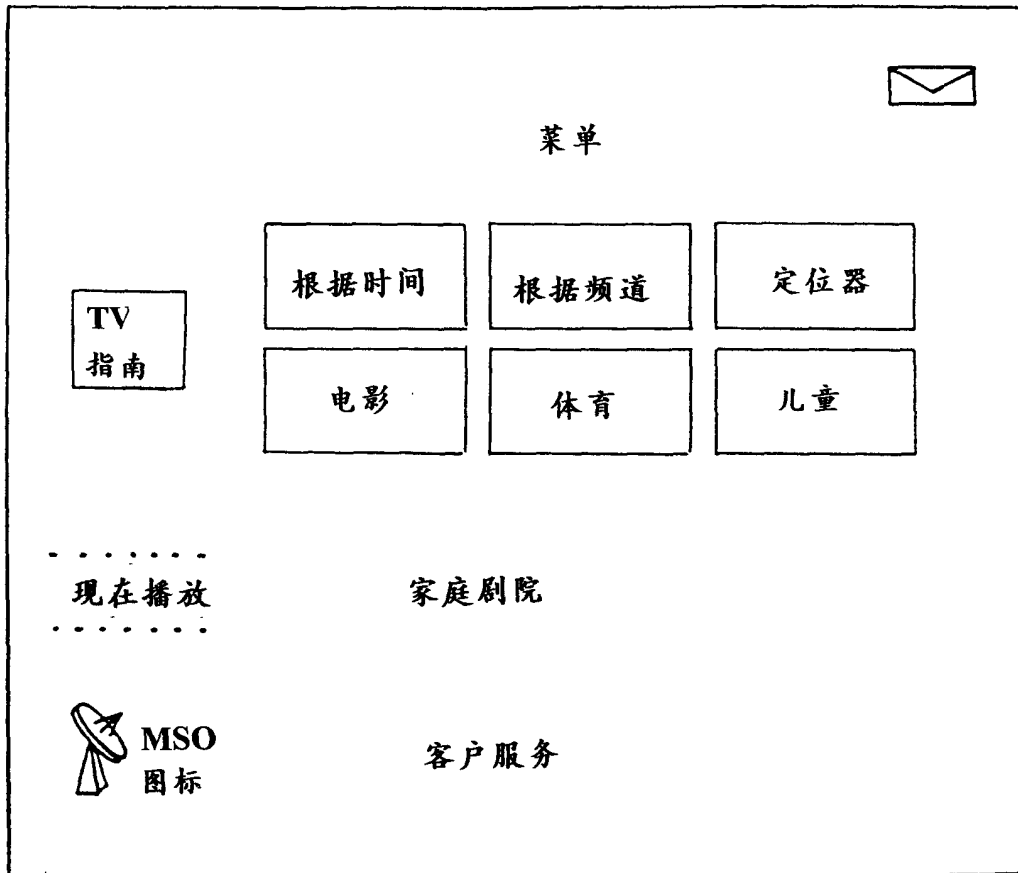 菜单
根据时间
根据频道
定位器
TV
指南
电影
体育
儿童
现在播放
家庭剧院
MSO
图标
客户服务